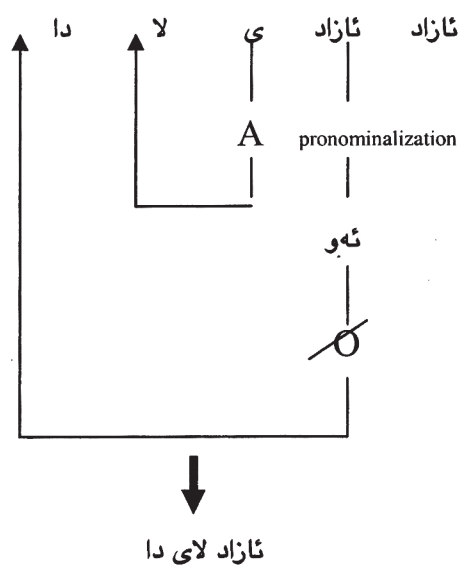 ئازاد ئازاد ی لا دا
A pronominalization
ئەو
Ø
ئازاد لای دا